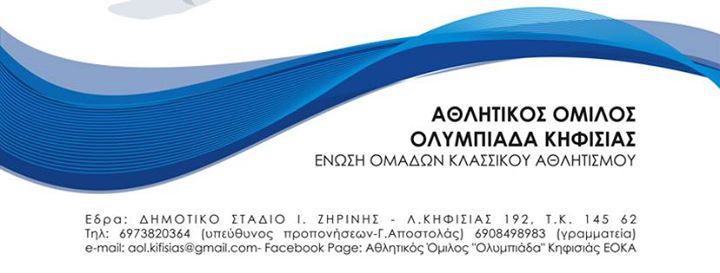 ΑΘΛΗΤΙΚΟΣ ΟΜΙΛΟΣ
ΟΛΥΜΠΙΑΔΑ ΚΗΦΙΣΙΑΣ
ΕΝΩΣΗ ΟΜΑΔΩΝ ΚΛΑΣΣΙΚΟΥ ΑΘΛΗΤΙΣΜΟΥ
Εδρα: ΔΗΜΟΤΙΚΟ ΣΤΑΔΙΟ Ι. ΖΗΡΙΝΗΣ - Λ.ΚΗΦΙΣΙΑΣ 192, Τ.Κ. 145 62
Τηλ: 6973820364 (υπεύθυνος προπονήσεων-Γ.Αποστολάς) 6908498983 (γραμματεία)
e-mail: aol.kifisias@gmail.com- Facebook Page: Αθλητικός Όμιλος "Ολυμπιάδα" Κηφισιάς ΕΟΚΑ